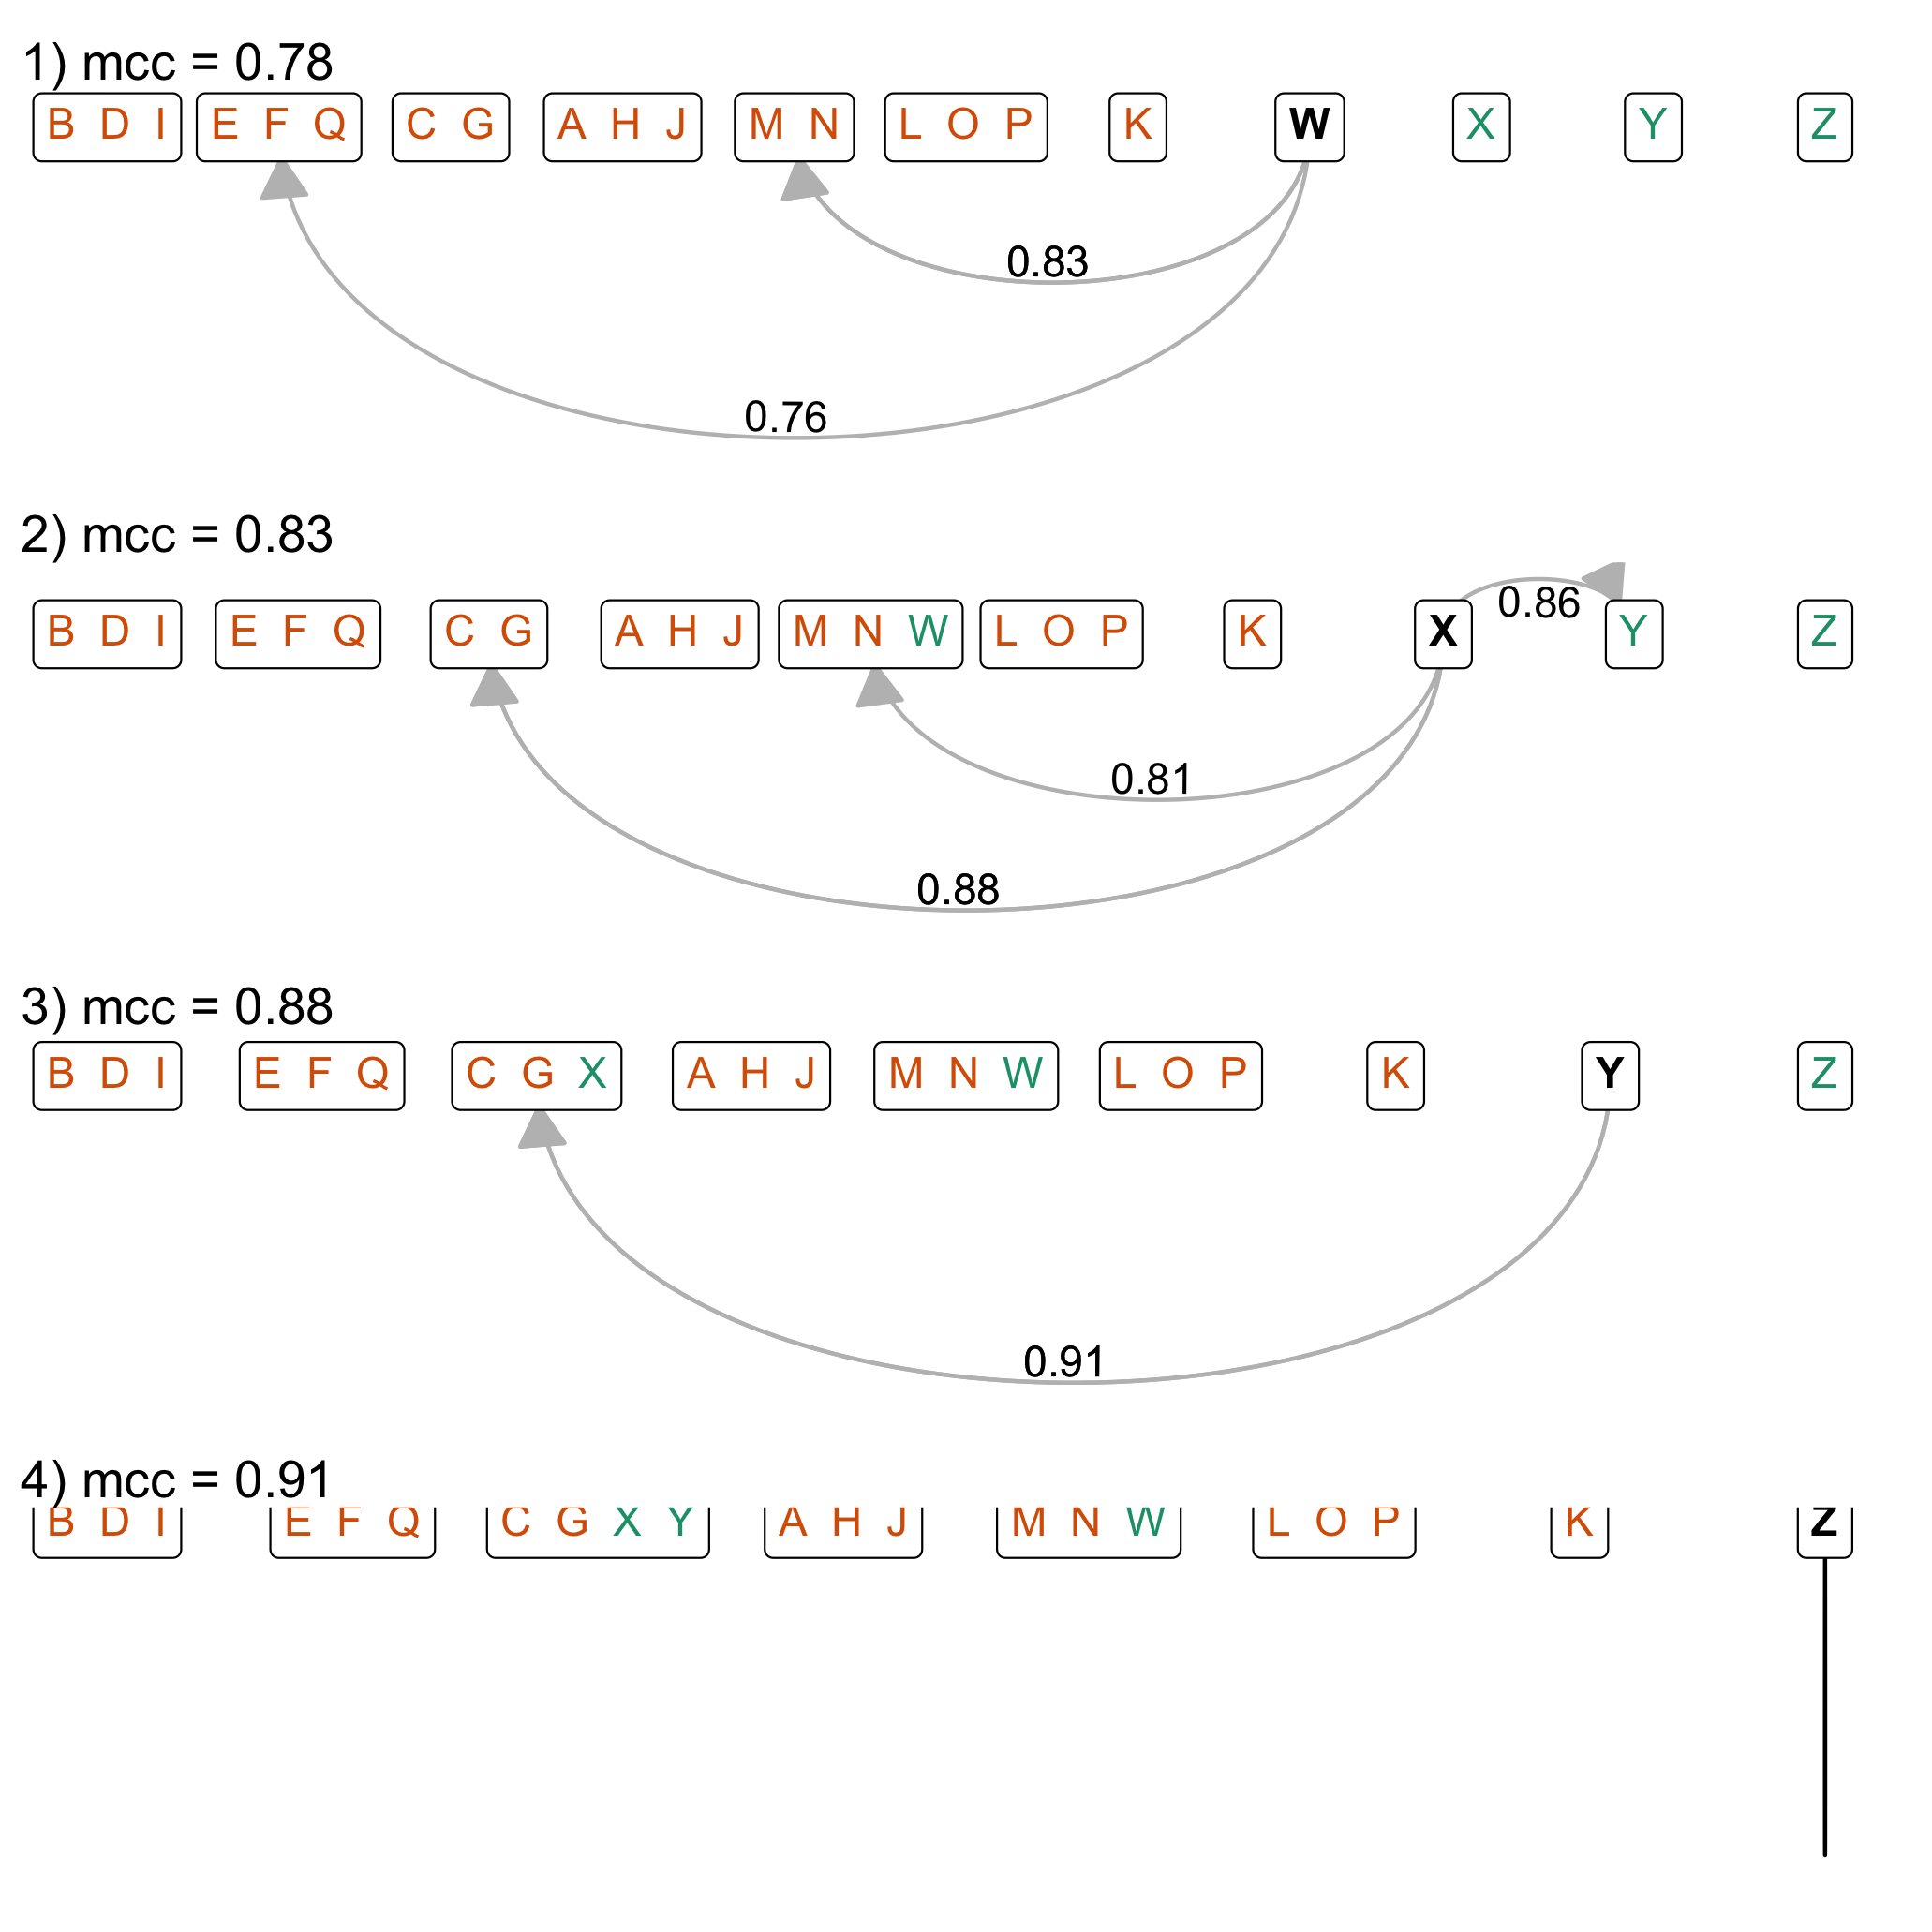 1) mcc = 0.78
B D I E F Q C G A H J M N L O P K W X Y Z
0.83
0.76
2) mcc = 0.83
0.86
B D I E F Q C G A H J M N W L O P K X Y Z
0.81
0.88
3) mcc = 0.88
B D I E F Q C G X A H J M N W L O P K Y Z
0.91
4) mcc = 0.91
B D I E F Q C G X Y A H J M N W L O P K Z